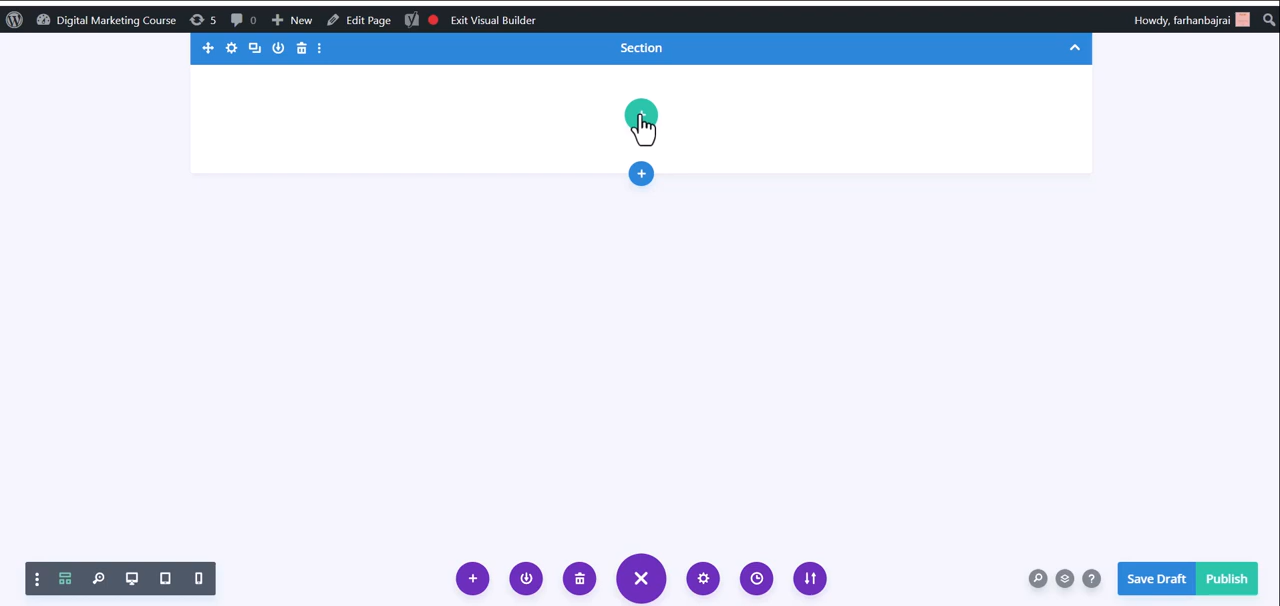 Digital Marketing Course 5 0 New Edit Page Exit Visual Builder Howdy, farhanbajrai
Section
Save Draft Publish